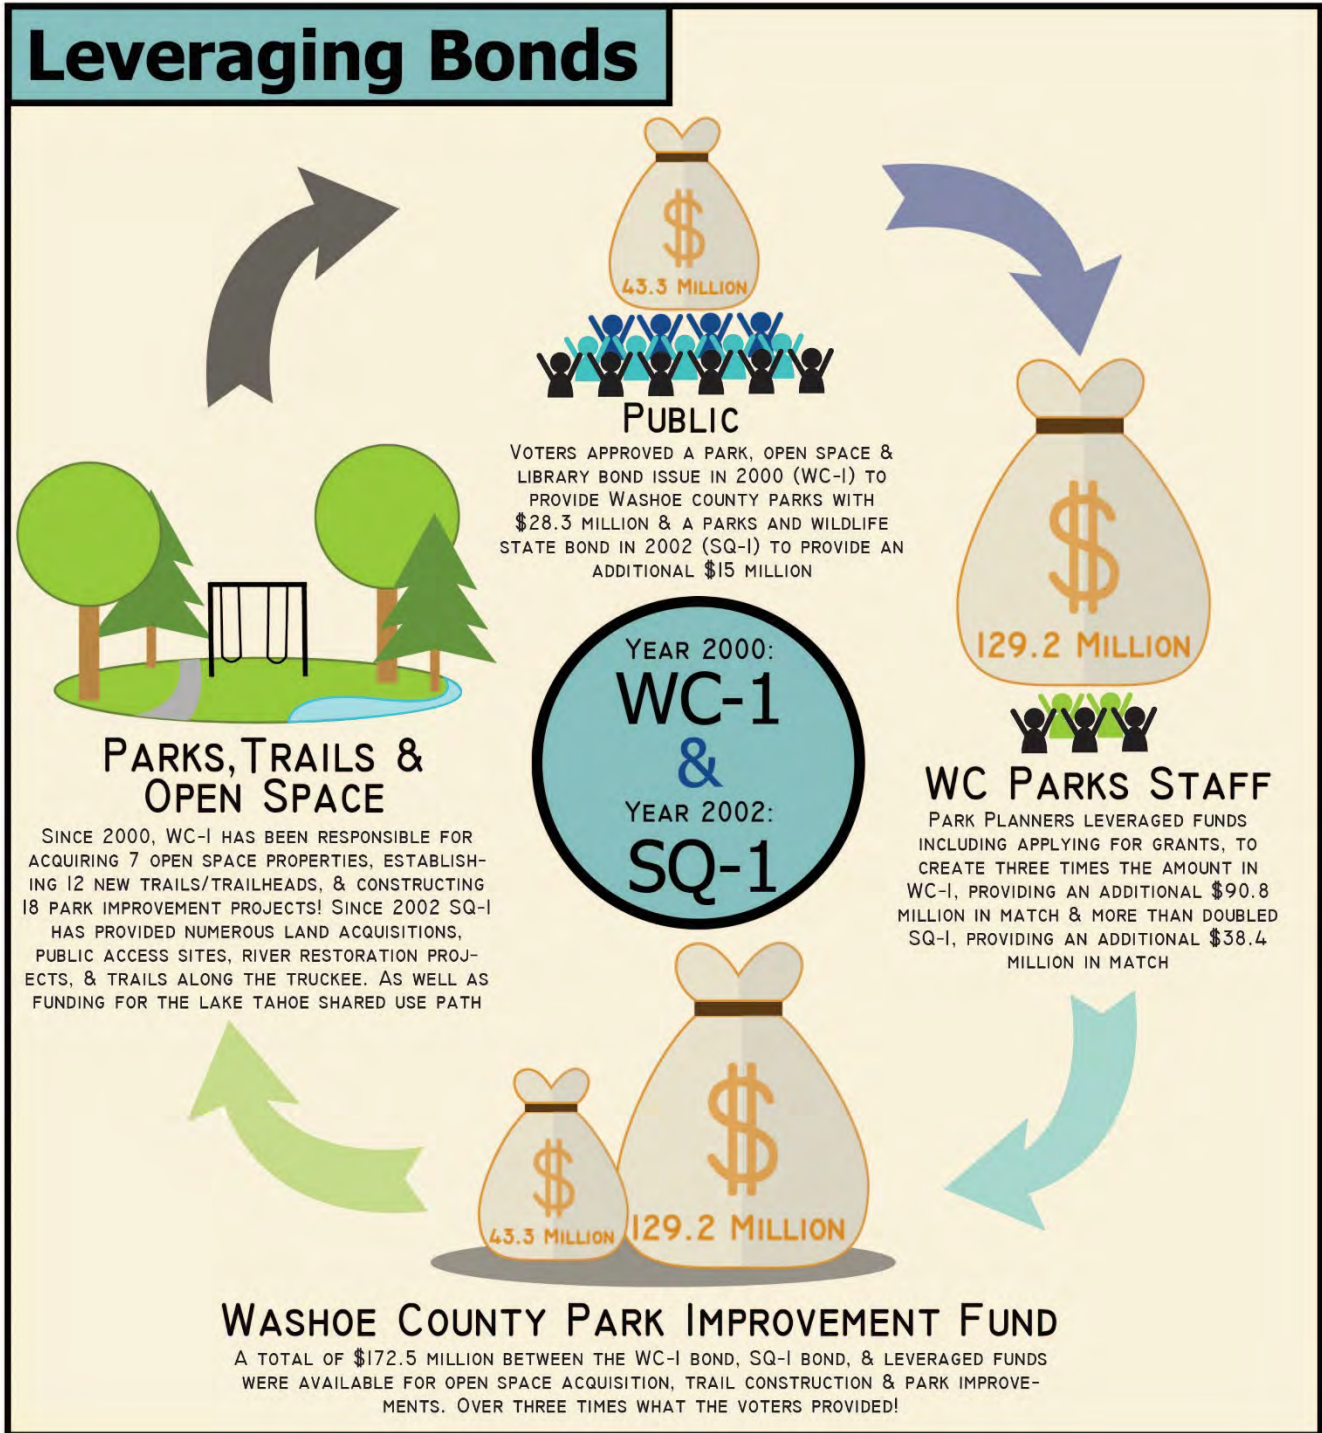 Leveraging Bonds
$
43.3 Million
Public
Voters approved a park, open space &
library bond issue in 2000 (WC-1) to
provide Washoe county parks with
$28.3 million & a parks and wildlife
state bond in 2002 (SQ-1) to provide an
additional $15 million
$
129.2 Million
WC Parks Staff
Park Planners leveraged funds
including applying for grants, to
create three times the amount in
WC-1, providing an additional $90.8
million in match & more than doubled
SQ-1, providing an additional $38.4
million in match
Year 2000:
WC-1
&
Year 2002:
SQ-1
Parks, Trails &
Open Space
Since 2000, WC-1 has been responsible for
acquiring 7 open space properties, establish-
ing 12 new trails/trailheads, & constructing
18 park improvement projects! Since 2002 SQ-1
has provided numerous land acquisitions,
public access sites, river restoration proj-
ects, & trails along the Truckee. As well as
funding for the Lake Tahoe shared use path
$
43.3 Million
$
129.2 Million
Washoe County Park Improvement Fund
A total of $172.5 million between the WC-1 bond, SQ-1 bond, & leveraged funds
were available for open space acquisition, trail construction & park improve-
ments. Over three times what the voters provided!